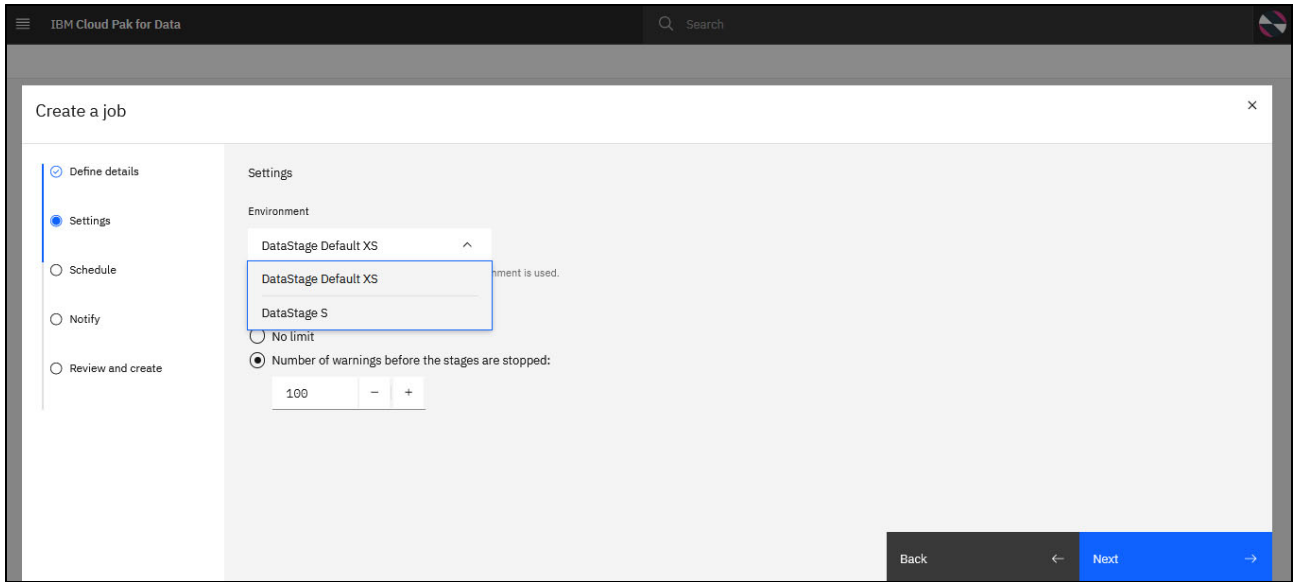 IBM Cloud Pak for Data
Search
Create a job
Define details
Settings
Schedule
Notify
Review and create
Settings
Environment
DataStage Default XS
DataStage Default XS
nment is used.
DataStage S
No limit
Number of warnings before the stages are stopped:
100 − +
Back ←
Next →